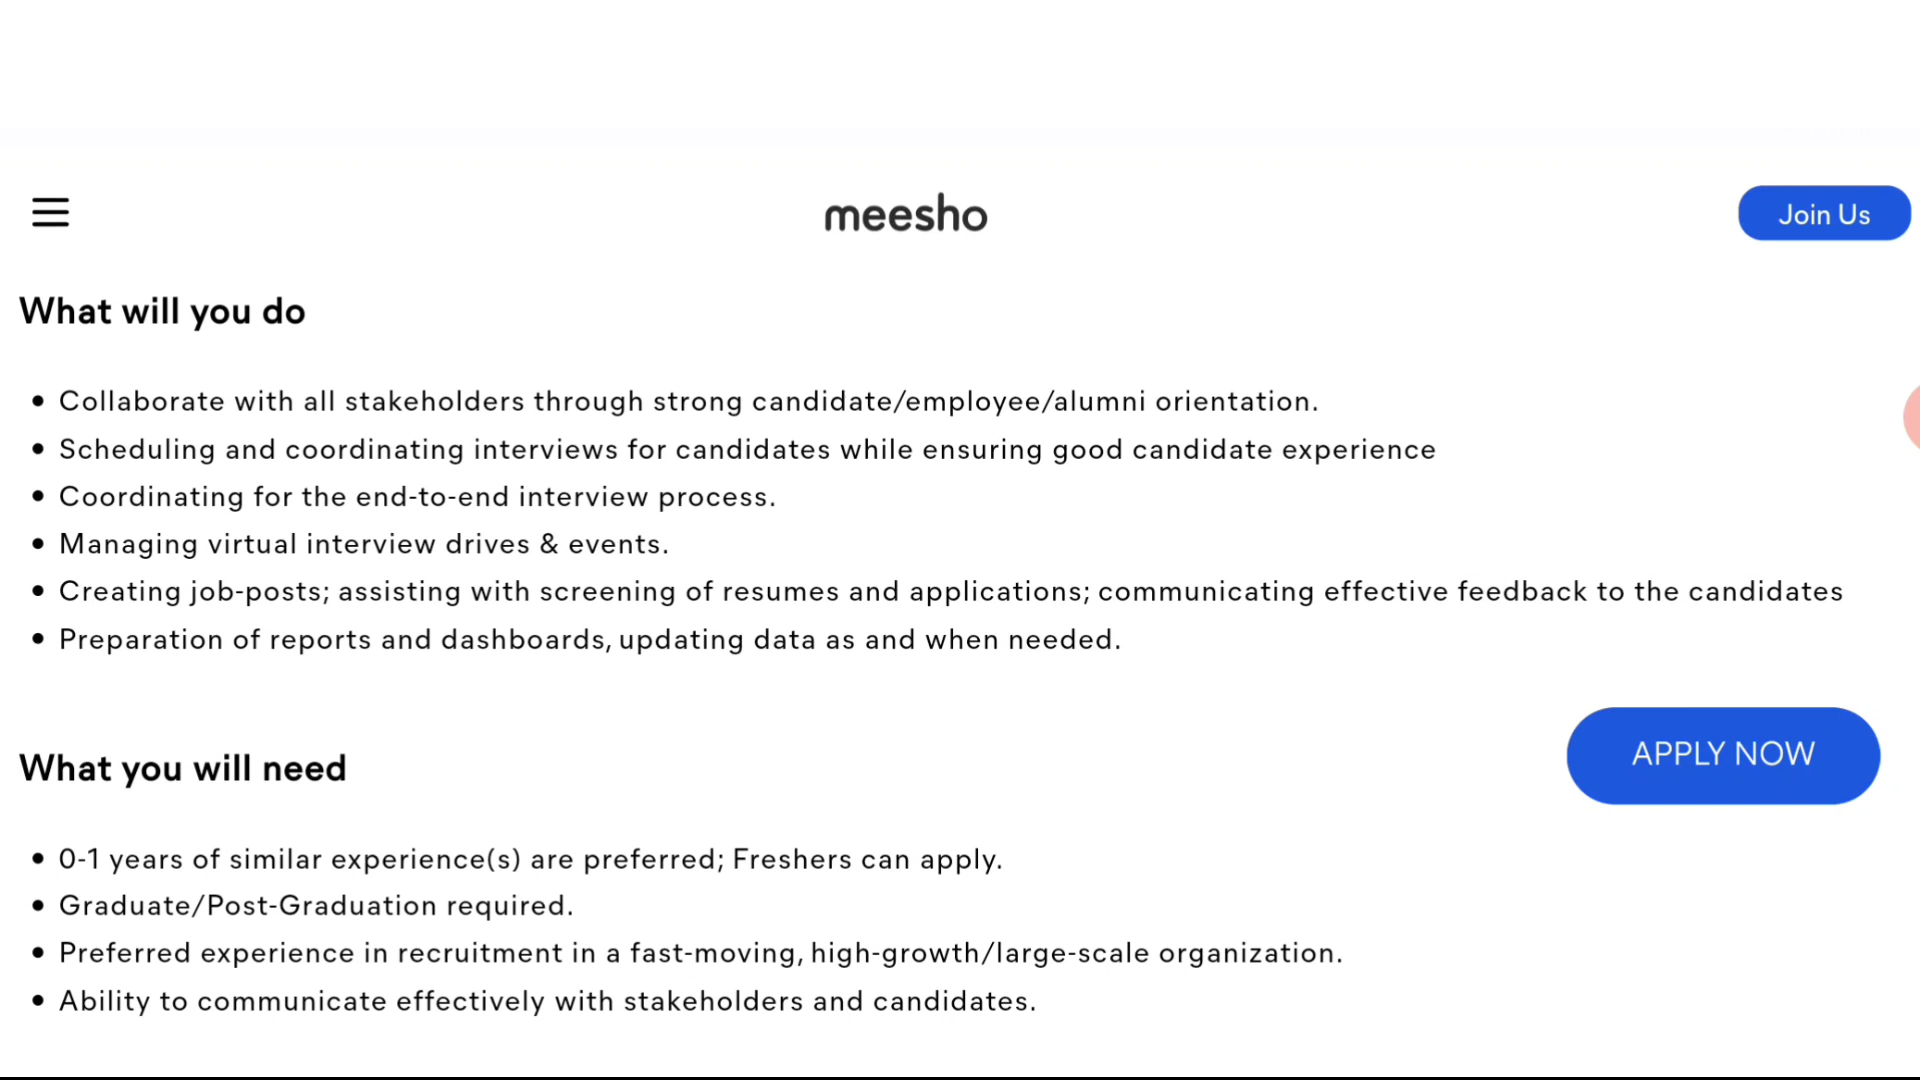 meesho
Join Us
What will you do
• Collaborate with all stakeholders through strong candidate/employee/alumni orientation.
• Scheduling and coordinating interviews for candidates while ensuring good candidate experience
• Coordinating for the end-to-end interview process.
• Managing virtual interview drives & events.
• Creating job-posts; assisting with screening of resumes and applications; communicating effective feedback to the candidates
• Preparation of reports and dashboards, updating data as and when needed.
APPLY NOW
What you will need
• 0-1 years of similar experience(s) are preferred; Freshers can apply.
• Graduate/Post-Graduation required.
• Preferred experience in recruitment in a fast-moving, high-growth/large-scale organization.
• Ability to communicate effectively with stakeholders and candidates.